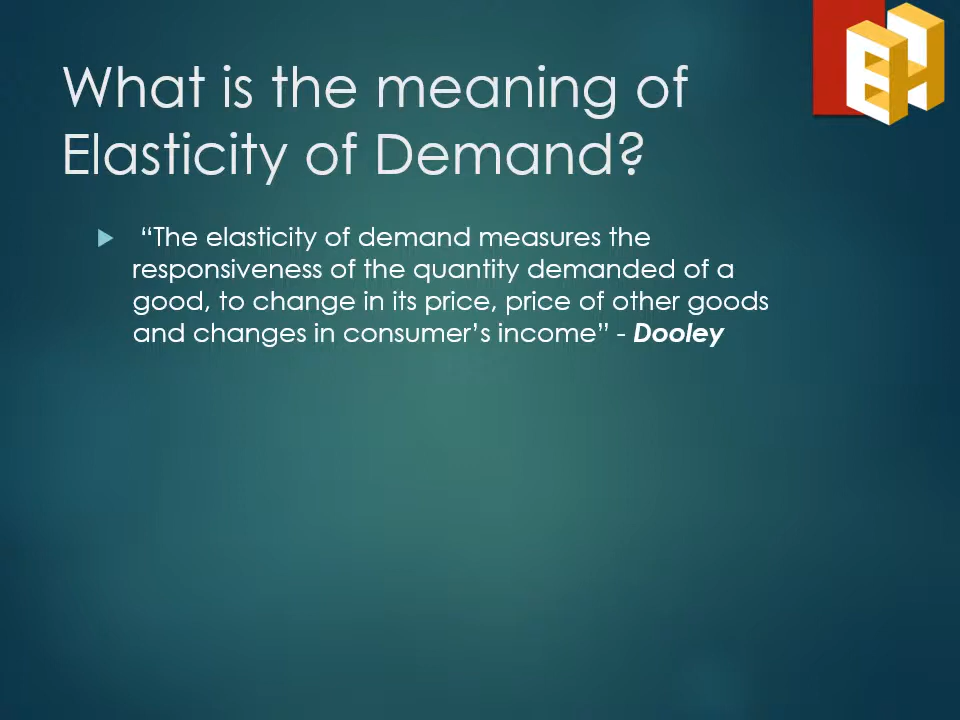 What is the meaning of
Elasticity of Demand?
“The elasticity of demand measures the
responsiveness of the quantity demanded of a
good, to change in its price, price of other goods
and changes in consumer’s income” - Dooley
EH